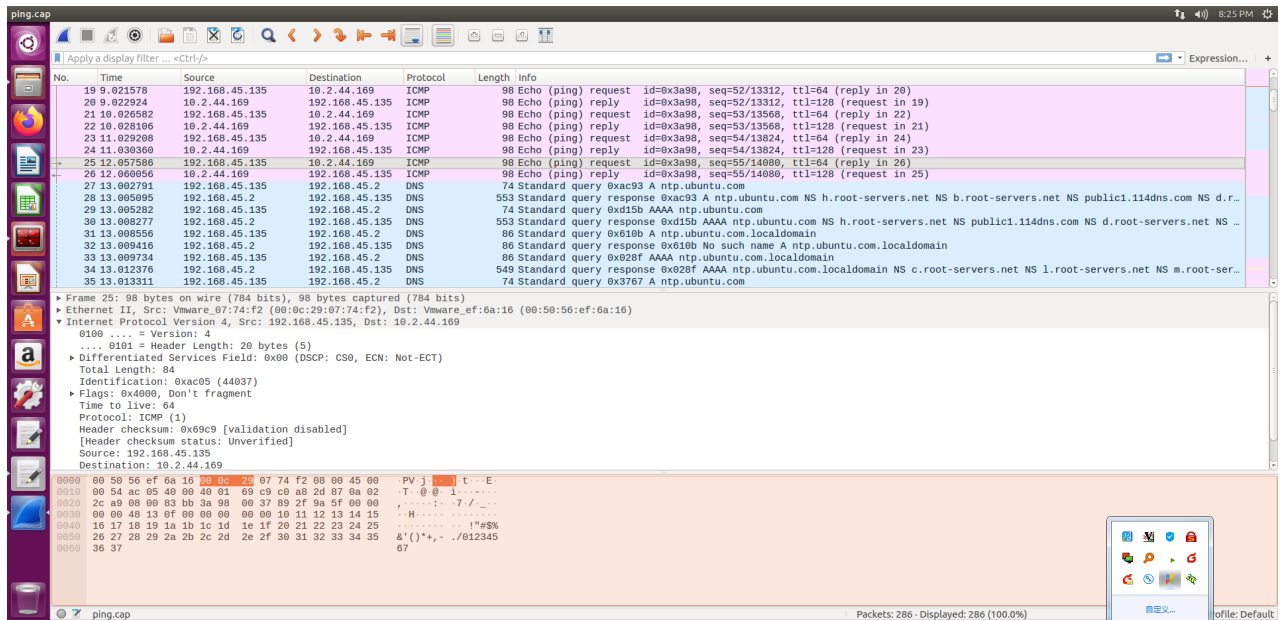 ping.cap
8:25 PM
Apply a display filter … <Ctrl-/>
Expression… +
No. Time Source Destination Protocol Length Info
19 9.021578 192.168.45.135 10.2.44.169 ICMP 98 Echo (ping) request id=0x3a98, seq=52/13312, ttl=64 (reply in 20)
20 9.022924 10.2.44.169 192.168.45.135 ICMP 98 Echo (ping) reply id=0x3a98, seq=52/13312, ttl=128 (request in 19)
21 10.026582 192.168.45.135 10.2.44.169 ICMP 98 Echo (ping) request id=0x3a98, seq=53/13568, ttl=64 (reply in 22)
22 10.028106 10.2.44.169 192.168.45.135 ICMP 98 Echo (ping) reply id=0x3a98, seq=53/13568, ttl=128 (request in 21)
23 11.029208 192.168.45.135 10.2.44.169 ICMP 98 Echo (ping) request id=0x3a98, seq=54/13824, ttl=64 (reply in 24)
24 11.030360 10.2.44.169 192.168.45.135 ICMP 98 Echo (ping) reply id=0x3a98, seq=54/13824, ttl=128 (request in 23)
25 12.057586 192.168.45.135 10.2.44.169 ICMP 98 Echo (ping) request id=0x3a98, seq=55/14080, ttl=64 (reply in 26)
26 12.060056 10.2.44.169 192.168.45.135 ICMP 98 Echo (ping) reply id=0x3a98, seq=55/14080, ttl=128 (request in 25)
27 13.002791 192.168.45.135 192.168.45.2 DNS 74 Standard query 0xac93 A ntp.ubuntu.com
28 13.005095 192.168.45.2 192.168.45.135 DNS 553 Standard query response 0xac93 A ntp.ubuntu.com NS h.root-servers.net NS b.root-servers.net NS public1.114dns.com NS d.r…
29 13.005282 192.168.45.135 192.168.45.2 DNS 74 Standard query 0xd15b AAAA ntp.ubuntu.com
30 13.008277 192.168.45.2 192.168.45.135 DNS 553 Standard query response 0xd15b AAAA ntp.ubuntu.com NS h.root-servers.net NS public1.114dns.com NS d.root-servers.net NS …
31 13.008556 192.168.45.135 192.168.45.2 DNS 86 Standard query 0x610b A ntp.ubuntu.com.localdomain
32 13.009416 192.168.45.2 192.168.45.135 DNS 86 Standard query response 0x610b No such name A ntp.ubuntu.com.localdomain
33 13.009734 192.168.45.135 192.168.45.2 DNS 86 Standard query 0x028f AAAA ntp.ubuntu.com.localdomain
34 13.012376 192.168.45.2 192.168.45.135 DNS 549 Standard query response 0x028f AAAA ntp.ubuntu.com.localdomain NS c.root-servers.net NS l.root-servers.net NS m.root-ser…
35 13.013311 192.168.45.135 192.168.45.2 DNS 74 Standard query 0x3767 A ntp.ubuntu.com
Frame 25: 98 bytes on wire (784 bits), 98 bytes captured (784 bits)
Ethernet II, Src: Vmware_07:74:f2 (00:0c:29:07:74:f2), Dst: Vmware_ef:6a:16 (00:50:56:ef:6a:16)
Internet Protocol Version 4, Src: 192.168.45.135, Dst: 10.2.44.169
0100 .... = Version: 4
.... 0101 = Header Length: 20 bytes (5)
Differentiated Services Field: 0x00 (DSCP: CS0, ECN: Not-ECT)
Total Length: 84
Identification: 0xac05 (44037)
Flags: 0x4000, Don't fragment
Time to live: 64
Protocol: ICMP (1)
Header checksum: 0x69c9 [validation disabled]
[Header checksum status: Unverified]
Source: 192.168.45.135
Destination: 10.2.44.169
0000 00 50 56 ef 6a 16 00 0c 29 07 74 f2 08 00 45 00 ·PV·j··· )·t···E·
0010 00 54 ac 05 40 00 40 01 69 c9 c0 a8 2d 87 0a 02 ·T··@·@· i···-···
0020 2c a9 08 00 83 bb 3a 98 00 37 89 2f 9a 5f 00 00 ,·····:· ·7·/·_··
0030 00 00 48 13 0f 00 00 00 00 00 10 11 12 13 14 15 ··H····· ········
0040 16 17 18 19 1a 1b 1c 1d 1e 1f 20 21 22 23 24 25 ········ ·· !"#$%
0050 26 27 28 29 2a 2b 2c 2d 2e 2f 30 31 32 33 34 35 &'()*+,- ./012345
0060 36 37 67
自定义...
ping.cap Packets: 286 · Displayed: 286 (100.0%) rofile: Default